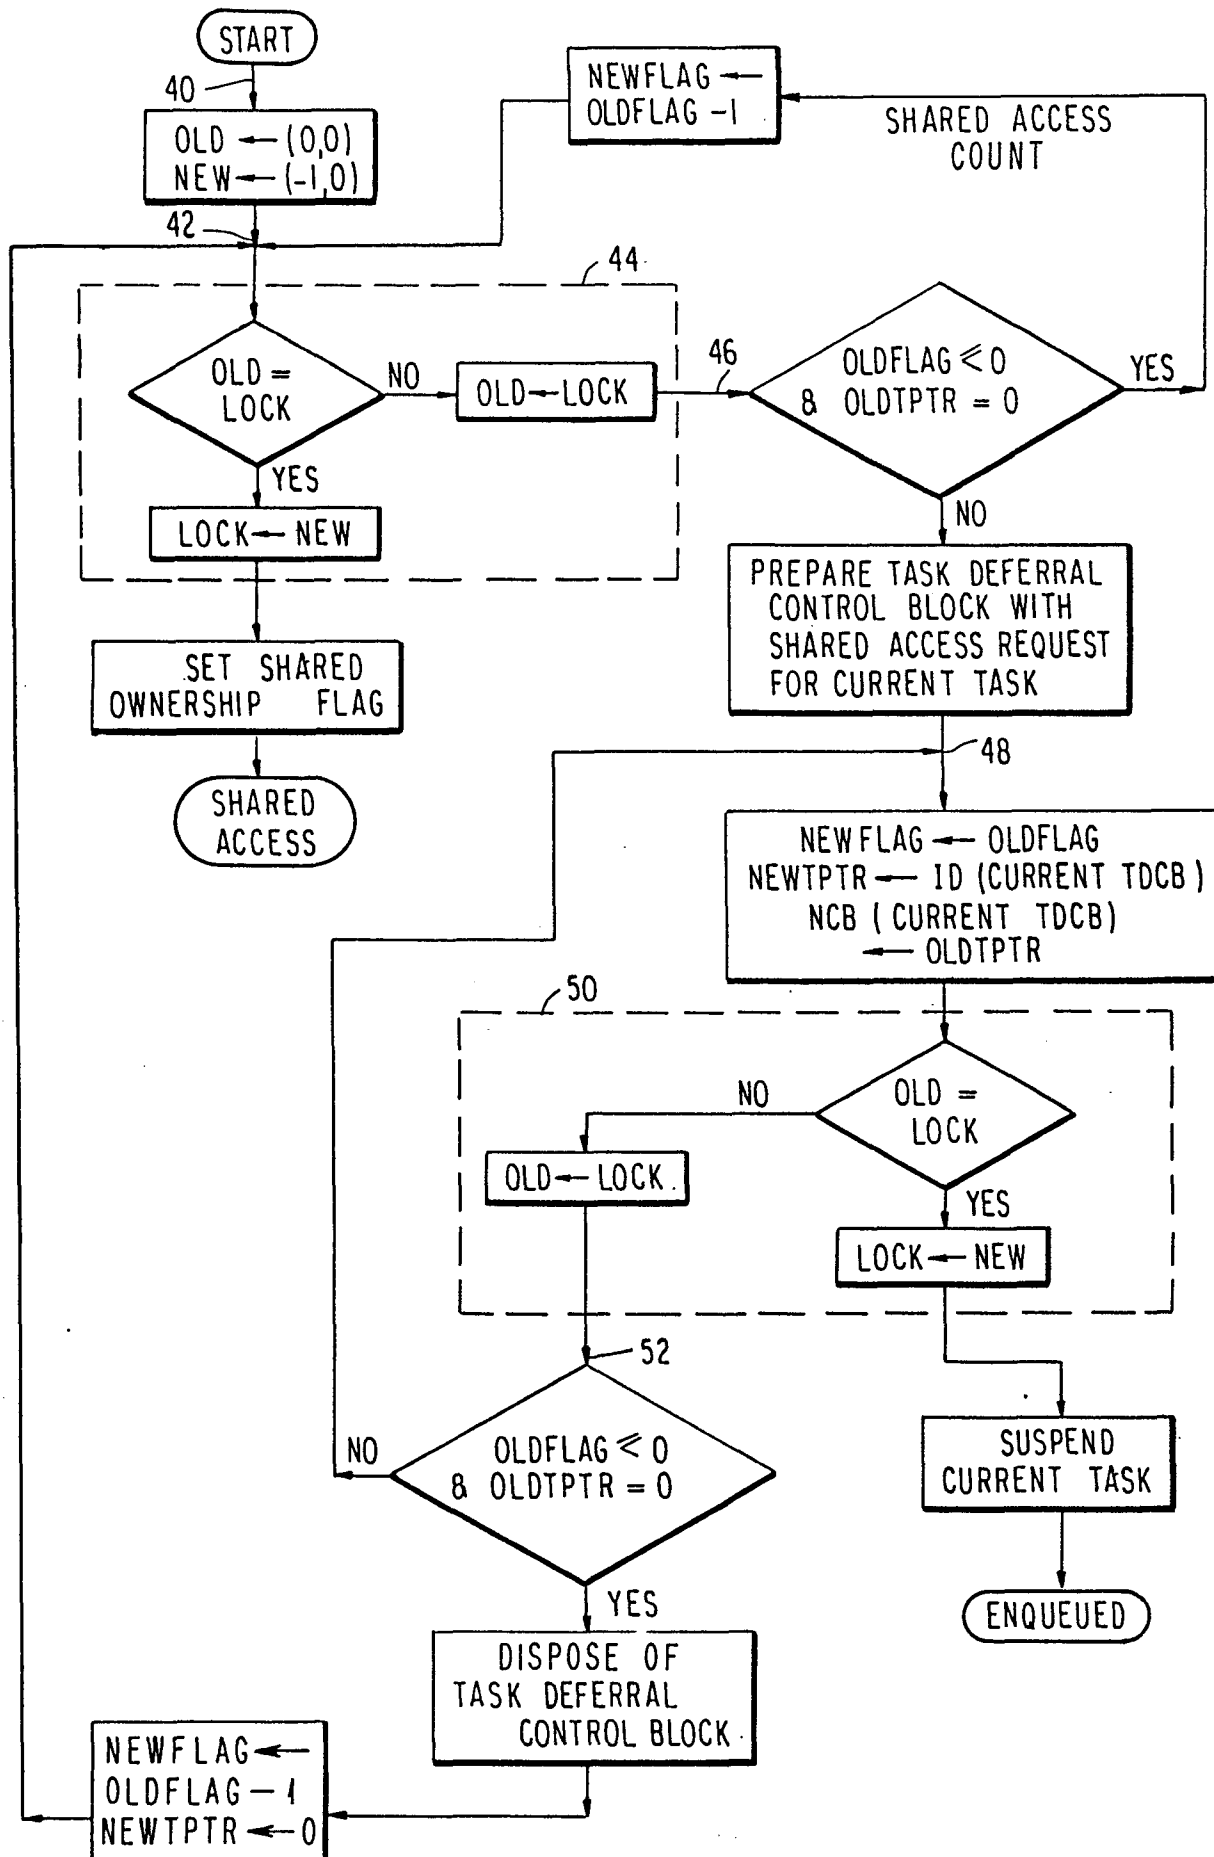 START
40
OLD ← (0,0)
NEW ← (-1,0)
42
NEWFLAG ←
OLDFLAG -1
SHARED ACCESS
COUNT
44
OLD =
LOCK
NO
OLD ← LOCK
46
OLDFLAG ≤ 0
& OLDTPTR = 0
YES
YES
LOCK ← NEW
NO
SET SHARED
OWNERSHIP FLAG
SHARED
ACCESS
PREPARE TASK DEFERRAL
CONTROL BLOCK WITH
SHARED ACCESS REQUEST
FOR CURRENT TASK
48
NEWFLAG ← OLDFLAG
NEWTPTR ← ID (CURRENT TDCB)
NCB (CURRENT TDCB)
← OLDTPTR
50
OLD =
LOCK
NO
OLD ← LOCK
YES
LOCK ← NEW
52
OLDFLAG ≤ 0
& OLDTPTR = 0
NO
YES
SUSPEND
CURRENT TASK
ENQUEUED
DISPOSE OF
TASK DEFERRAL
CONTROL BLOCK
NEWFLAG ←
OLDFLAG - 1
NEWTPTR ← 0